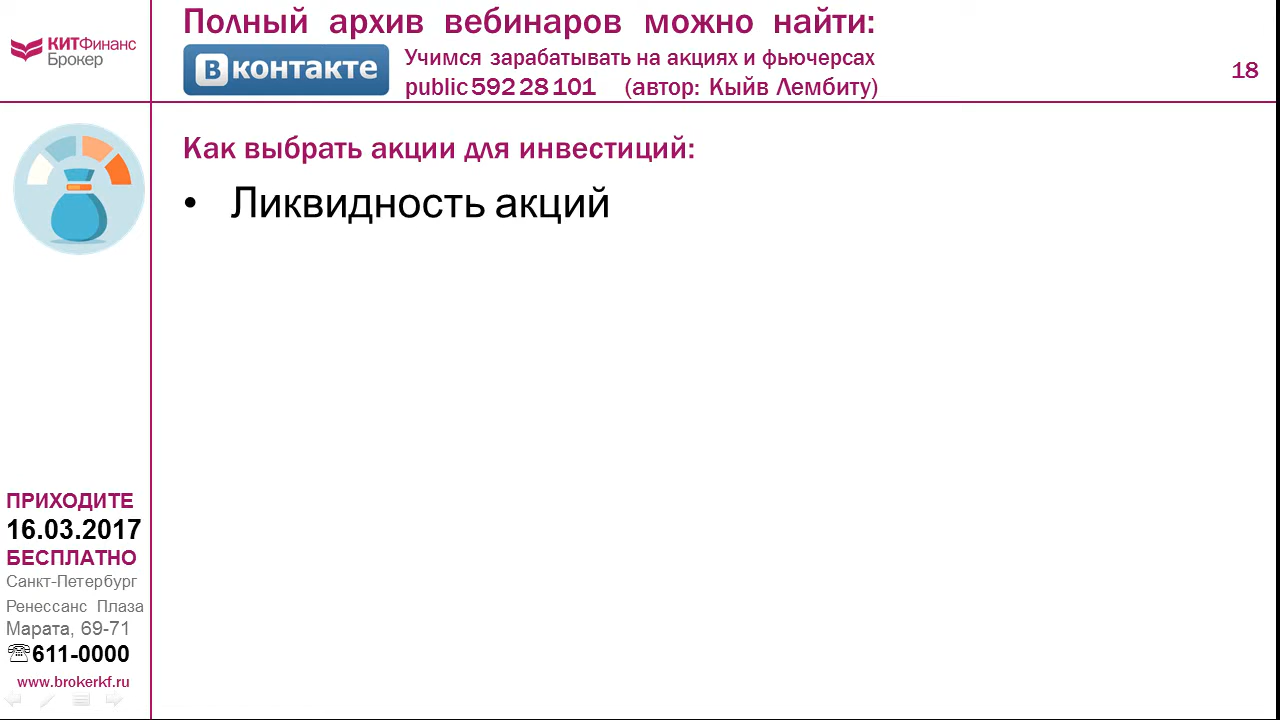 КИТФинанс
Брокер
Полный архив вебинаров можно найти:
В контакте
Учимся зарабатывать на акциях и фьючерсах
public 592 28 101 (автор: Кыйв Лембиту)
18
Как выбрать акции для инвестиций:
• Ликвидность акций
ПРИХОДИТЕ
16.03.2017
БЕСПЛАТНО
Санкт-Петербург
Ренессанс Плаза
Марата, 69-71
☏611-0000
www.brokerkf.ru